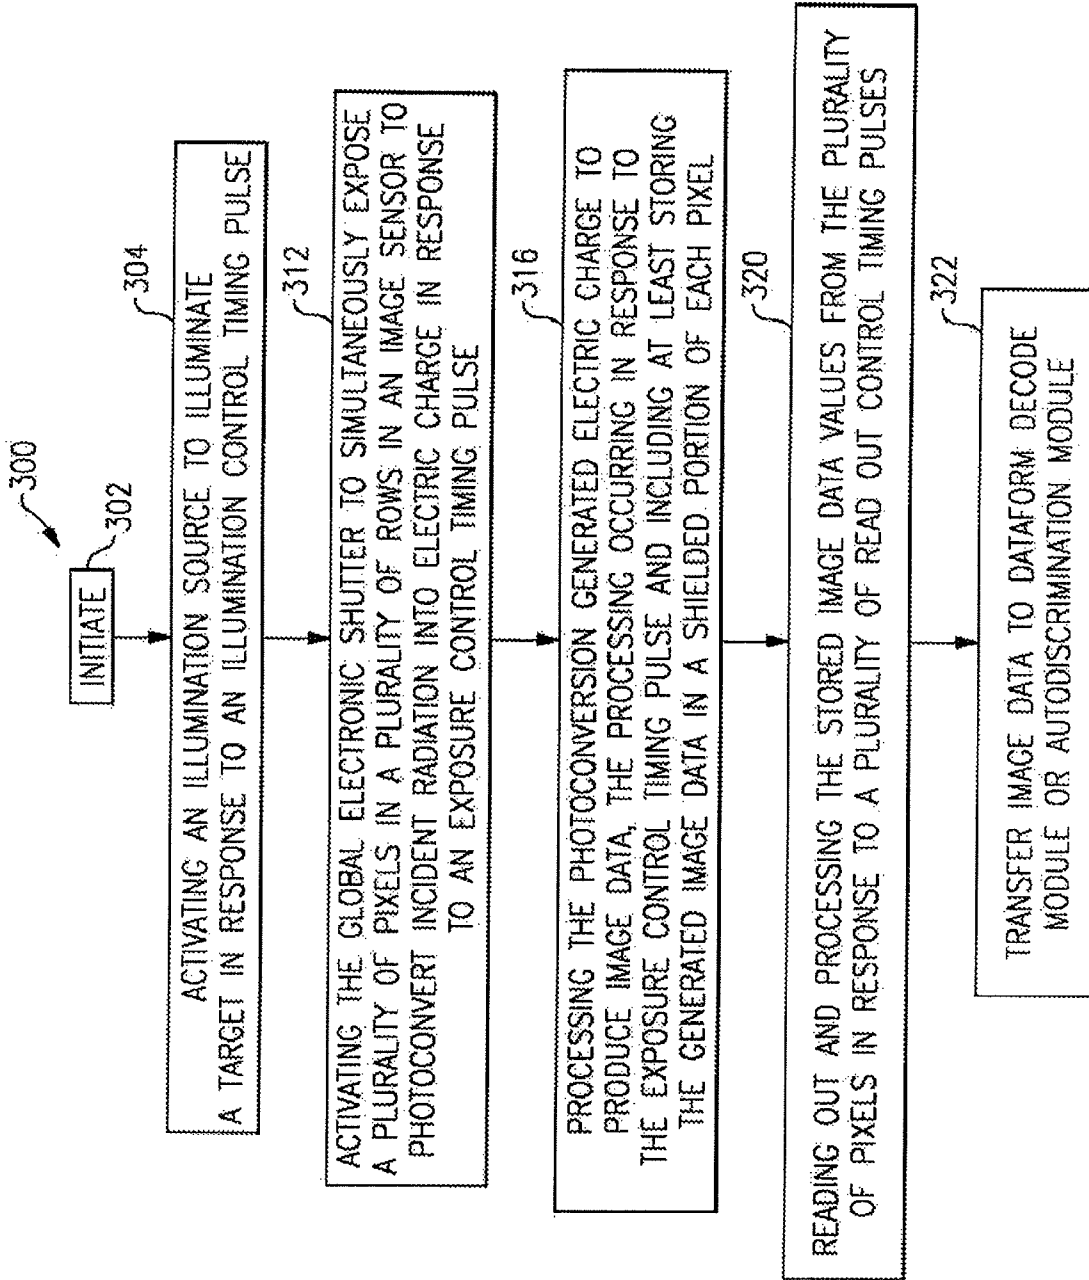 300
INITIATE
302
304
ACTIVATING AN ILLUMINATION SOURCE TO ILLUMINATE
A TARGET IN RESPONSE TO AN ILLUMINATION CONTROL TIMING PULSE
312
ACTIVATING THE GLOBAL ELECTRONIC SHUTTER TO SIMULTANEOUSLY EXPOSE
A PLURALITY OF PIXELS IN A PLURALITY OF ROWS IN AN IMAGE SENSOR TO
PHOTOCONVERT INCIDENT RADIATION INTO ELECTRIC CHARGE IN RESPONSE
TO AN EXPOSURE CONTROL TIMING PULSE
316
PROCESSING THE PHOTOCONVERSION GENERATED ELECTRIC CHARGE TO
PRODUCE IMAGE DATA, THE PROCESSING OCCURRING IN RESPONSE TO
THE EXPOSURE CONTROL TIMING PULSE AND INCLUDING AT LEAST STORING
THE GENERATED IMAGE DATA IN A SHIELDED PORTION OF EACH PIXEL
320
READING OUT AND PROCESSING THE STORED IMAGE DATA VALUES FROM THE PLURALITY
OF PIXELS IN RESPONSE TO A PLURALITY OF READ OUT CONTROL TIMING PULSES
322
TRANSFER IMAGE DATA TO DATAFORM DECODE
MODULE OR AUTODISCRIMINATION MODULE